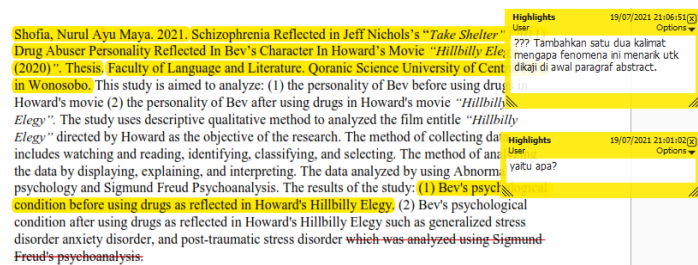 Shofia, Nurul Ayu Maya. 2021. Schizophrenia Reflected in Jeff Nichols's "Take Shelter"
Drug Abuser Personality Reflected In Bev's Character In Howard's Movie "Hillbilly
(2020)". Thesis. Faculty of Language and Literature. Qoranic Science University of
in Wonosobo. This study is aimed to analyze: (1) the personality of Bev before using
Howard's movie (2) the personality of Bev after using drugs in Howard's movie "Hillbilly
Elegy". The study uses descriptive qualitative method to analyzed the film entitle "Hillbilly
Elegy" directed by Howard as the objective of the research. The method of collecting
includes watching and reading, identifying, classifying, and selecting. The method of
the data by displaying, explaining, and interpreting. The data analyzed by using
psychology and Sigmund Freud Psychoanalysis. The results of the study: (1) Bev's psychological
condition before using drugs as reflected in Howard's Hillbilly Elegy. (2) Bev's psychological
condition after using drugs as reflected in Howard's Hillbilly Elegy such as generalized stress
disorder anxiety disorder, and post-traumatic stress disorder which was analyzed using Sigmund
Freud's psychoanalysis.
Highlights 19/07/2021 21:06:51
User Options
??? Tambahkan satu dua kalimat
mengapa fenomena ini menarik utk
dikaji di awal paragraf abstract.
Highlights 19/07/2021 21:01:02
User Options
yaitu apa?